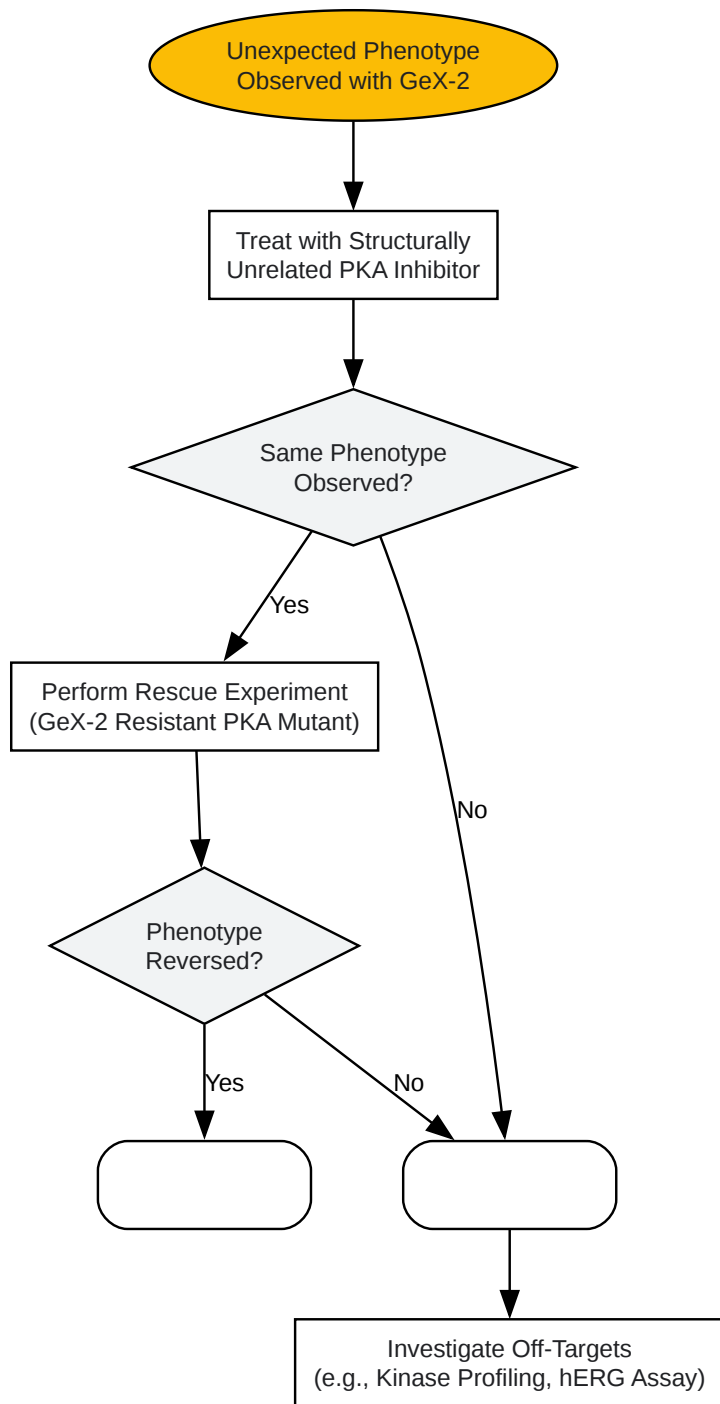 Unexpected Phenotype
Observed with GeX-2
Treat with Structurally
Unrelated PKA Inhibitor
Same Phenotype
Observed?
Yes
Perform Rescue Experiment
(GeX-2 Resistant PKA Mutant)
No
Phenotype
Reversed?
Yes
No
Investigate Off-Targets
(e.g., Kinase Profiling, hERG Assay)